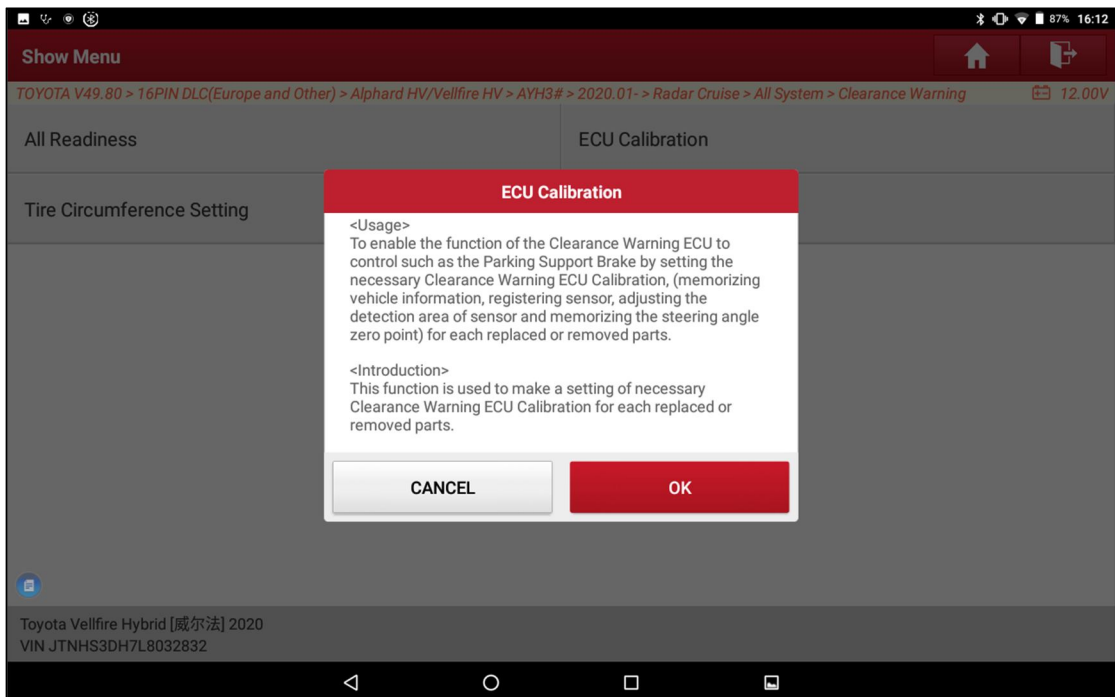 87% 16:12
Show Menu
TOYOTA V49.80 > 16PIN DLC(Europe and Other) > Alphard HV/Vellfire HV > AYH3# > 2020.01- > Radar Cruise > All System > Clearance Warning 12.00V
All Readiness ECU Calibration
Tire Circumference Setting
ECU Calibration
<Usage>
To enable the function of the Clearance Warning ECU to
control such as the Parking Support Brake by setting the
necessary Clearance Warning ECU Calibration, (memorizing
vehicle information, registering sensor, adjusting the
detection area of sensor and memorizing the steering angle
zero point) for each replaced or removed parts.
<Introduction>
This function is used to make a setting of necessary
Clearance Warning ECU Calibration for each replaced or
removed parts.
CANCEL OK
Toyota Vellfire Hybrid [威尔法] 2020
VIN JTNHS3DH7L8032832